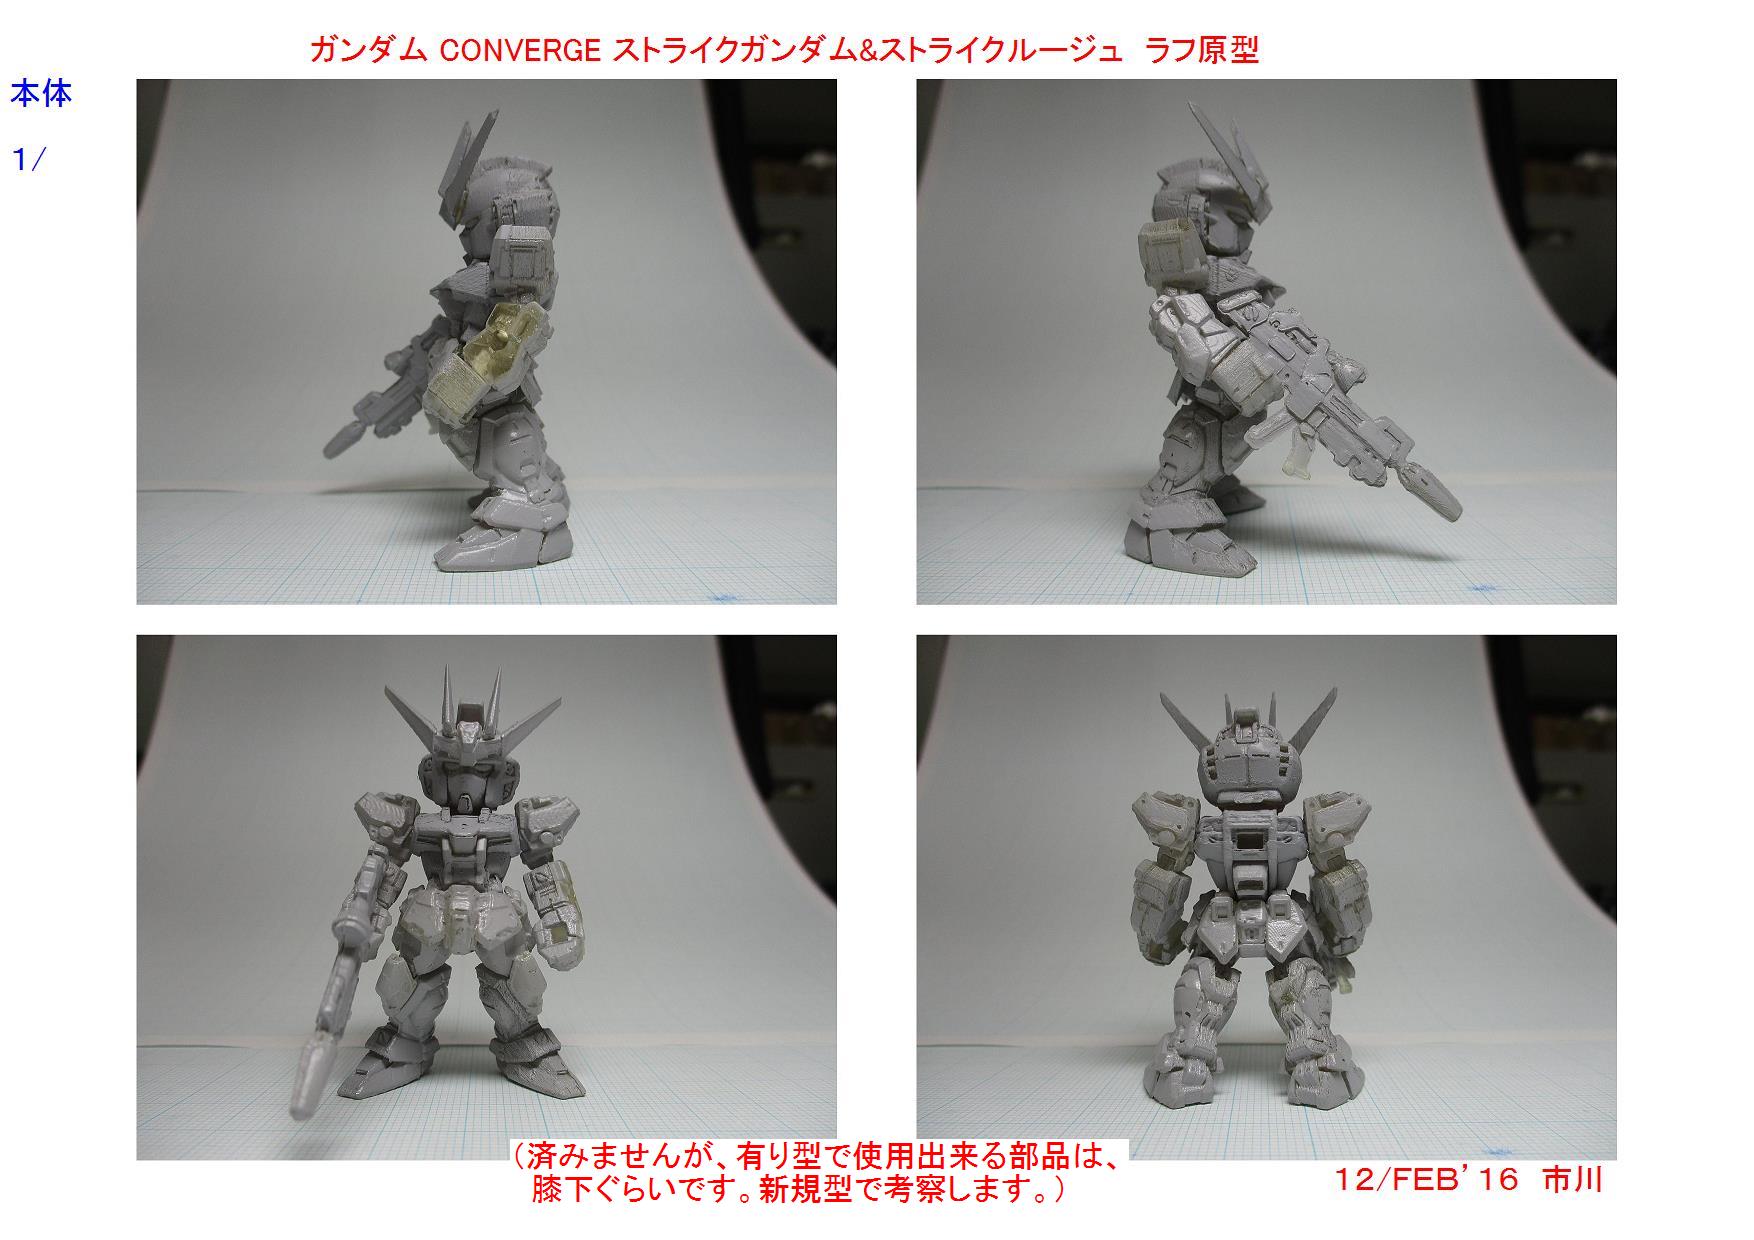 ガンダム CONVERGE ストライクガンダム&ストライクルージュ　ラフ原型
本体
１/
（済みませんが、有り型で使用出来る部品は、
膝下ぐらいです。新規型で考察します。）
１２/FEB’１６　市川